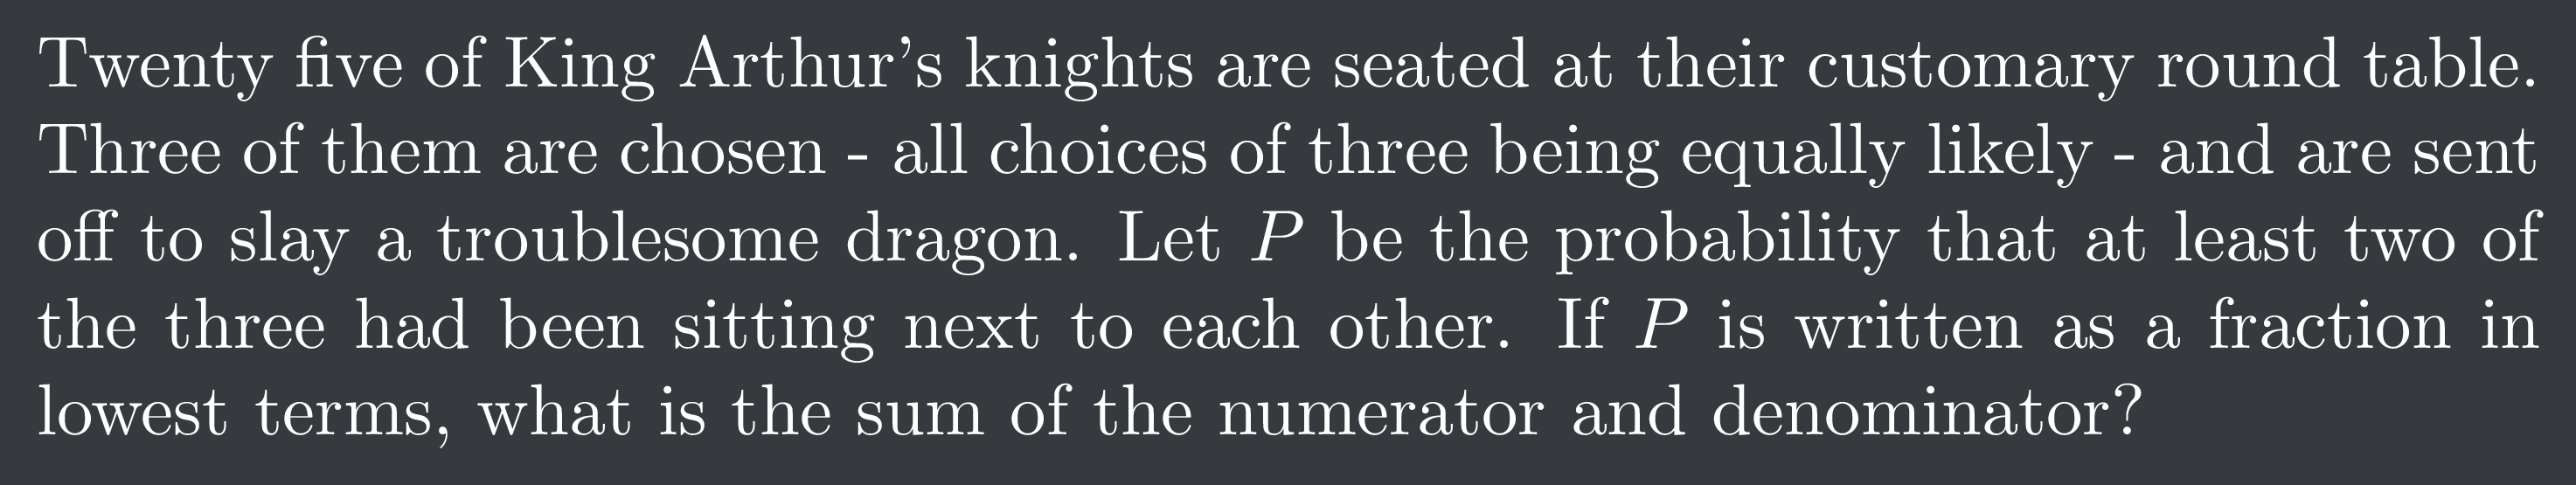 Twenty five of King Arthur's knights are seated at their customary round table.
Three of them are chosen - all choices of three being equally likely - and are sent
off to slay a troublesome dragon. Let P be the probability that at least two of
the three had been sitting next to each other. If P is written as a fraction in
lowest terms, what is the sum of the numerator and denominator?